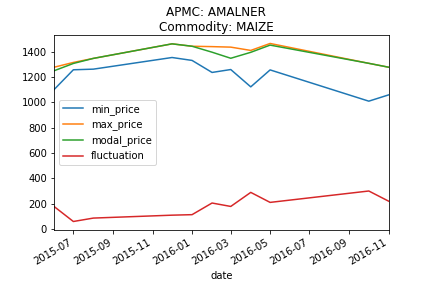 APMC: AMALNER
Commodity: MAIZE
1400
1200
1000
800
600
400
200
0
min_price
max_price
modal_price
fluctuation
2015-07
2015-09
2015-11
2016-01
2016-03
2016-05
2016-07
2016-09
2016-11
date